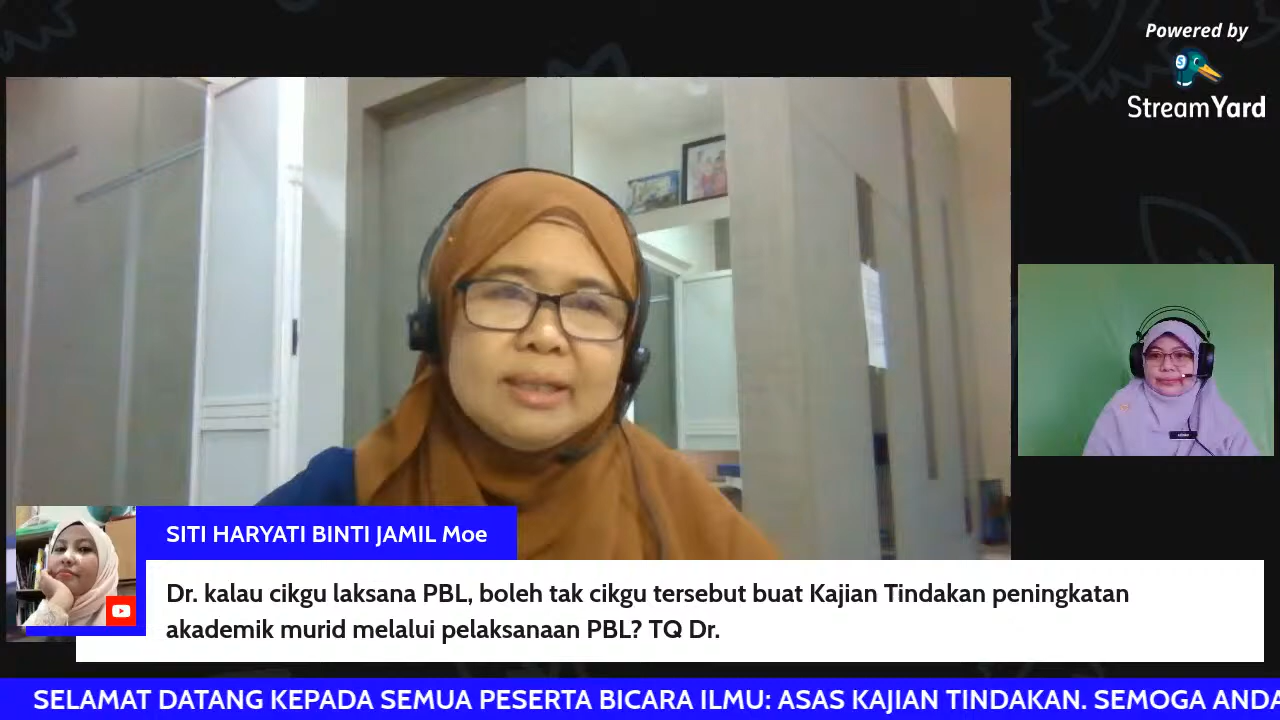 Powered by
StreamYard
SITI HARYATI BINTI JAMIL Moe
Dr. kalau cikgu laksana PBL, boleh tak cikgu tersebut buat Kajian Tindakan peningkatan
akademik murid melalui pelaksanaan PBL? TQ Dr.
SELAMAT DATANG KEPADA SEMUA PESERTA BICARA ILMU: ASAS KAJIAN TINDAKAN. SEMOGA ANDA